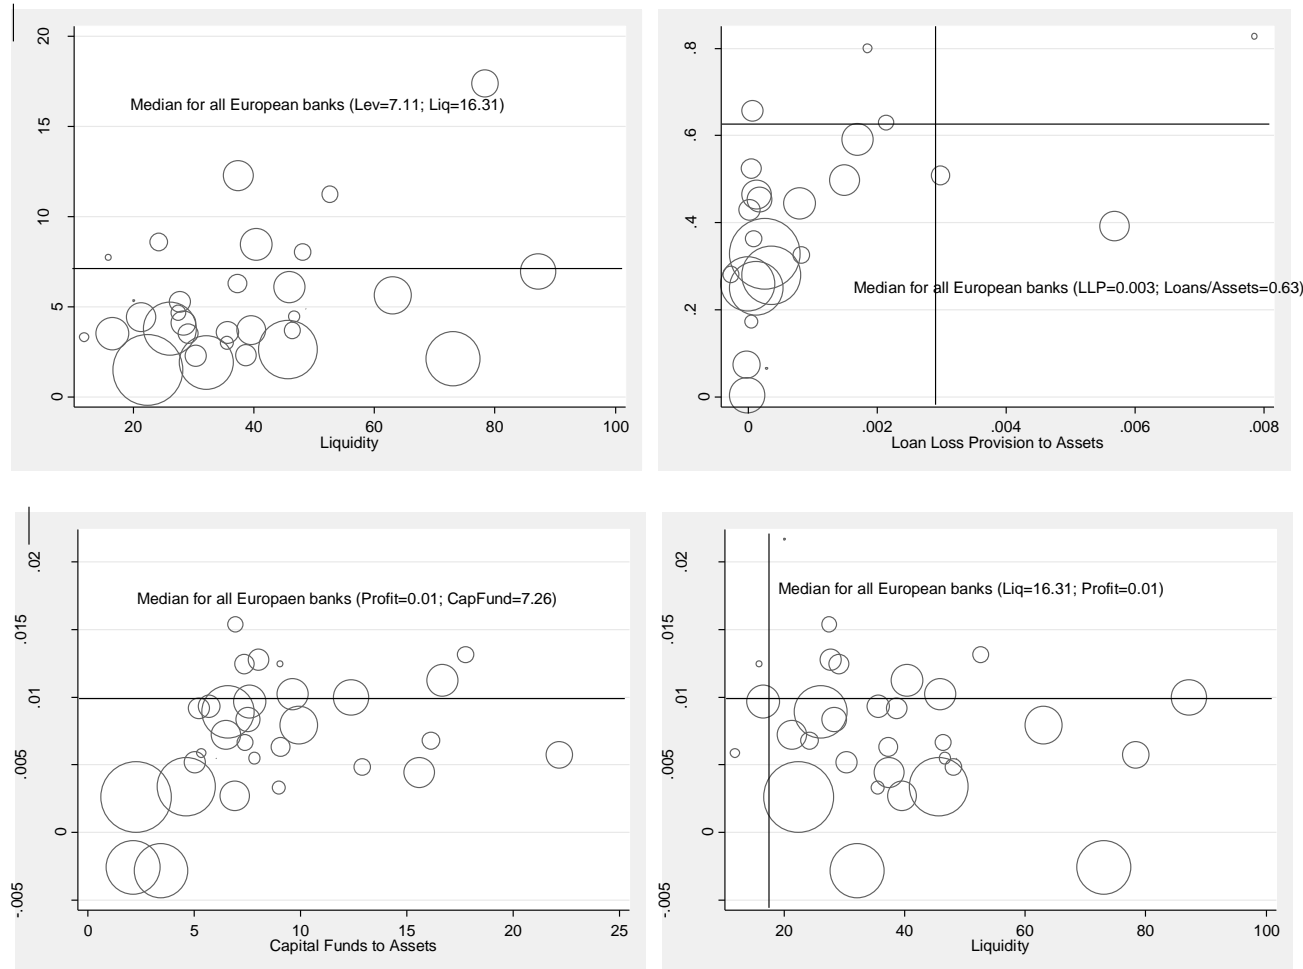 20
15
10
5
0
Median for all European banks (Lev=7.11; Liq=16.31)
20 40 60 80 100
Liquidity
.8
.6
.4
.2
0
Median for all European banks (LLP=0.003; Loans/Assets=0.63)
0 .002 .004 .006 .008
Loan Loss Provision to Assets
.02
.015
.01
.005
0
-.005
Median for all Europaen banks (Profit=0.01; CapFund=7.26)
0 5 10 15 20 25
Capital Funds to Assets
.02
.015
.01
.005
0
-.005
Median for all European banks (Liq=16.31; Profit=0.01)
20 40 60 80 100
Liquidity